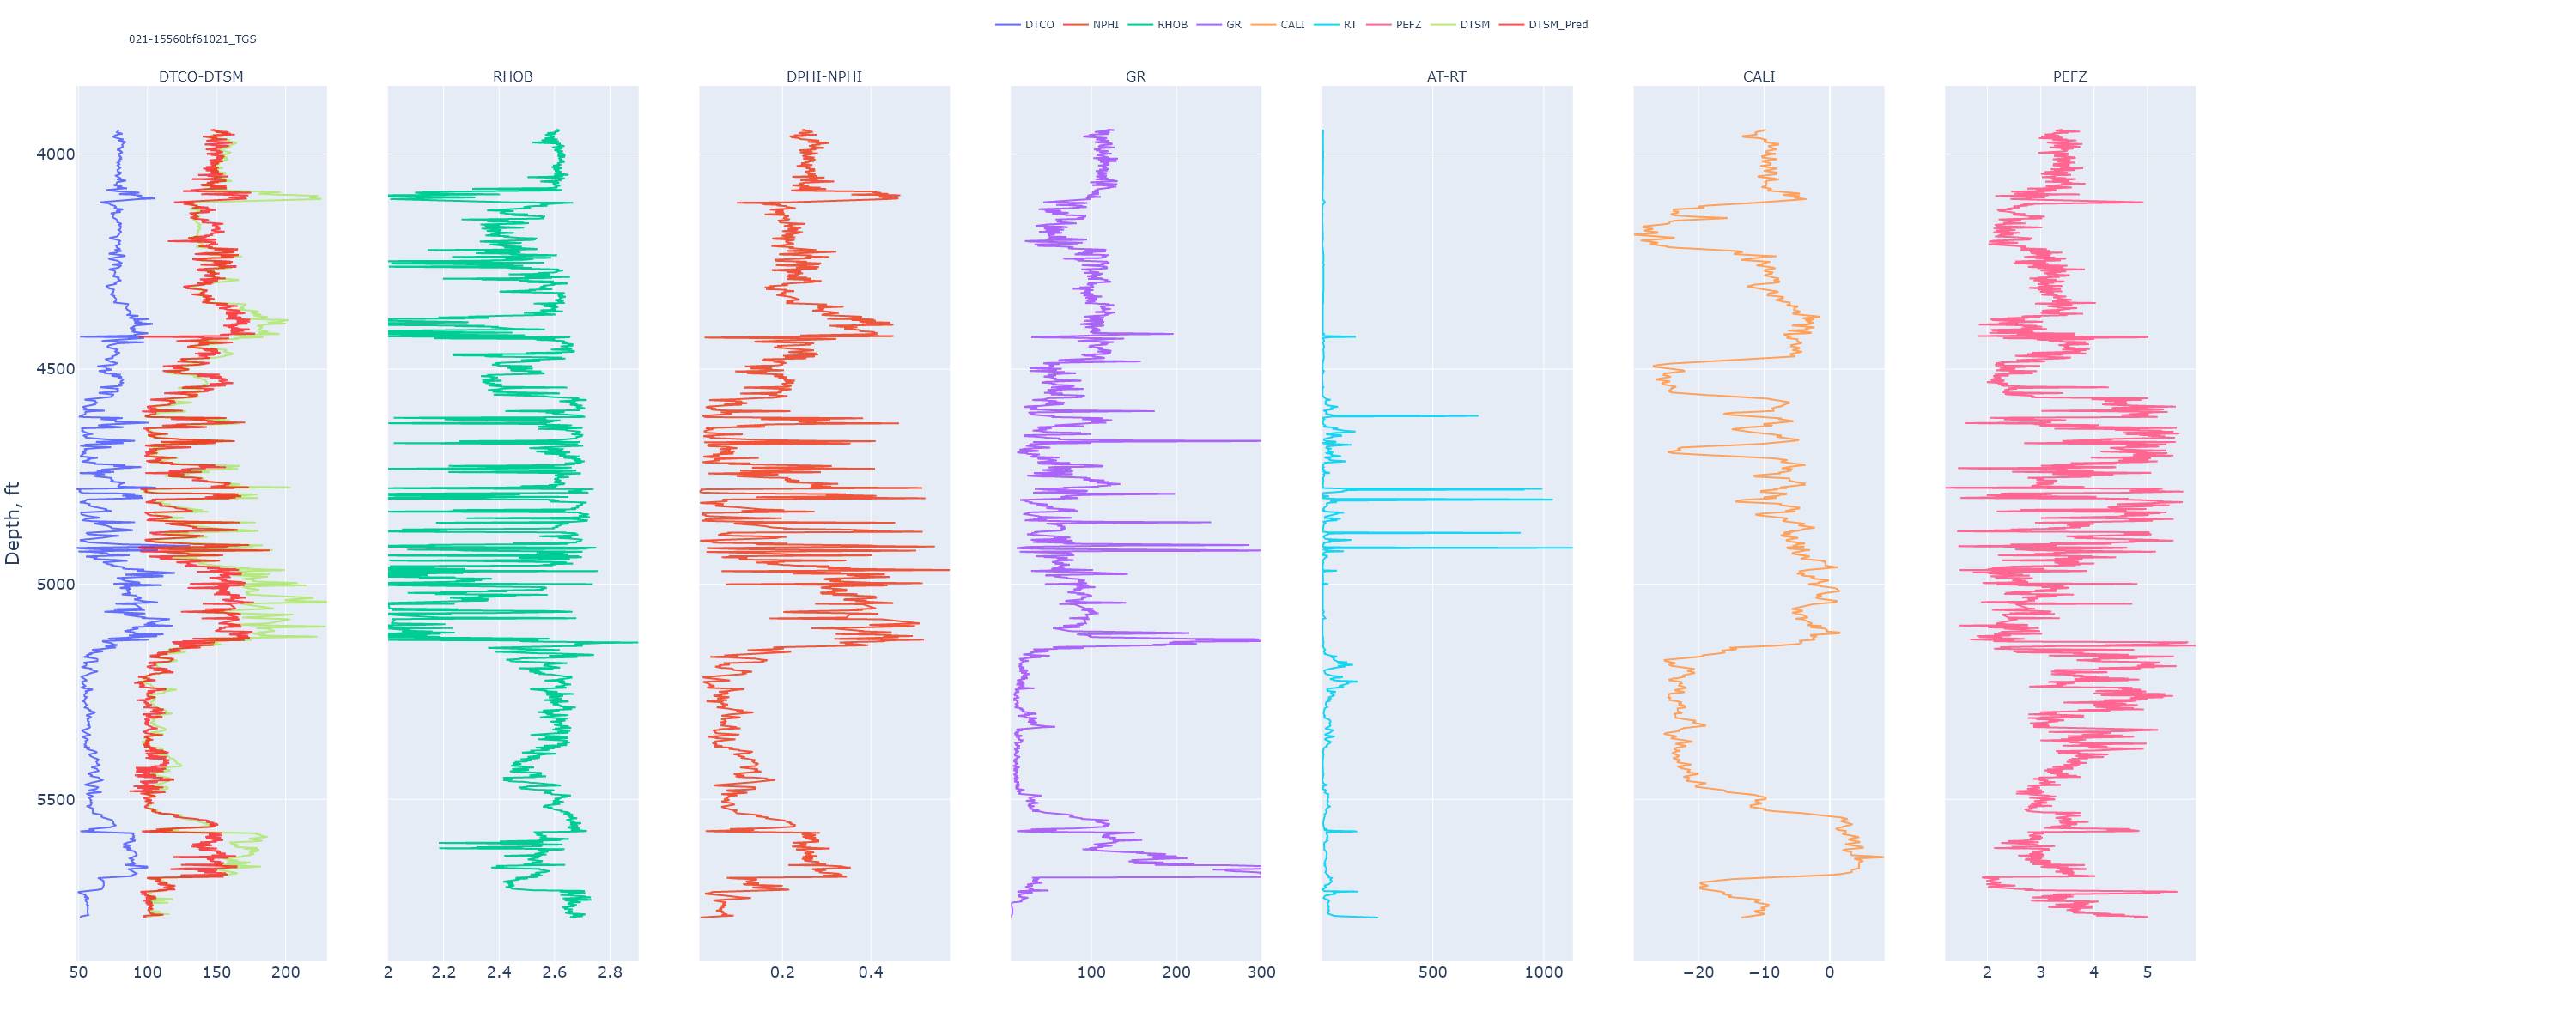 DTCO NPHI RHOB GR CALI RT PEFZ DTSM DTSM_Pred
021-15560bf61021_TGS
DTCO-DTSM RHOB DPHI-NPHI GR AT-RT CALI PEFZ
Depth, ft
4000
4500
5000
5500
50 100 150 200 2 2.2 2.4 2.6 2.8 0.2 0.4 100 200 300 500 1000 −20 −10 0 2 3 4 5